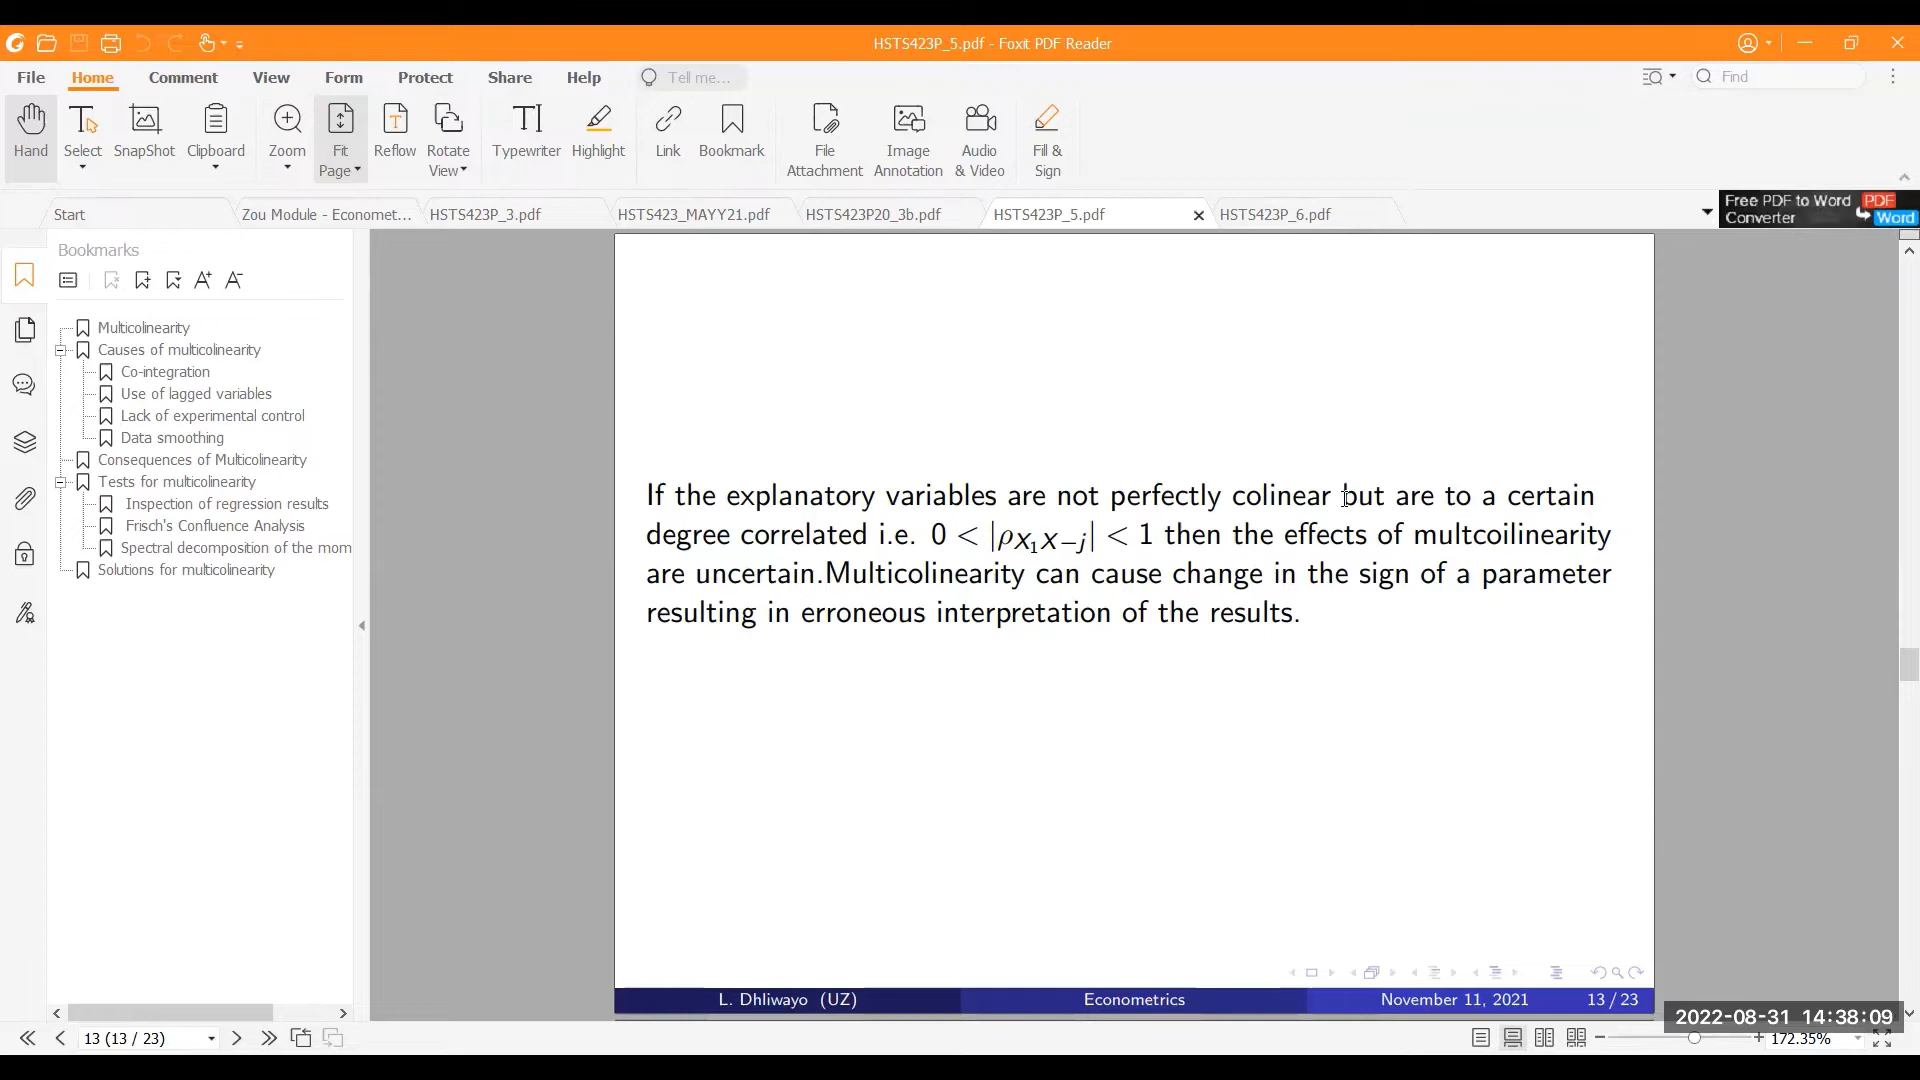 HSTS423P_5.pdf - Foxit PDF Reader
File Home Comment View Form Protect Share Help Tell me... Find
Hand Select SnapShot Clipboard Zoom Fit Page Reflow Rotate View Typewriter Highlight Link Bookmark File Attachment Image Annotation Audio & Video Fill & Sign
Start Zou Module - Economet... HSTS423P_3.pdf HSTS423_MAYY21.pdf HSTS423P20_3b.pdf HSTS423P_5.pdf HSTS423P_6.pdf
Free PDF to Word PDF
Converter Word
Bookmarks
Multicolinearity
Causes of multicolinearity
Co-integration
Use of lagged variables
Lack of experimental control
Data smoothing
Consequences of Multicolinearity
Tests for multicolinearity
Inspection of regression results
Frisch's Confluence Analysis
Spectral decomposition of the mom
Solutions for multicolinearity
If the explanatory variables are not perfectly colinear but are to a certain
degree correlated i.e. 0 < |ρX₁X−j| < 1 then the effects of multcoilinearity
are uncertain.Multicolinearity can cause change in the sign of a parameter
resulting in erroneous interpretation of the results.
L. Dhliwayo (UZ) Econometrics November 11, 2021 13 / 23
2022-08-31 14:38:09
13 (13 / 23) 172.35%